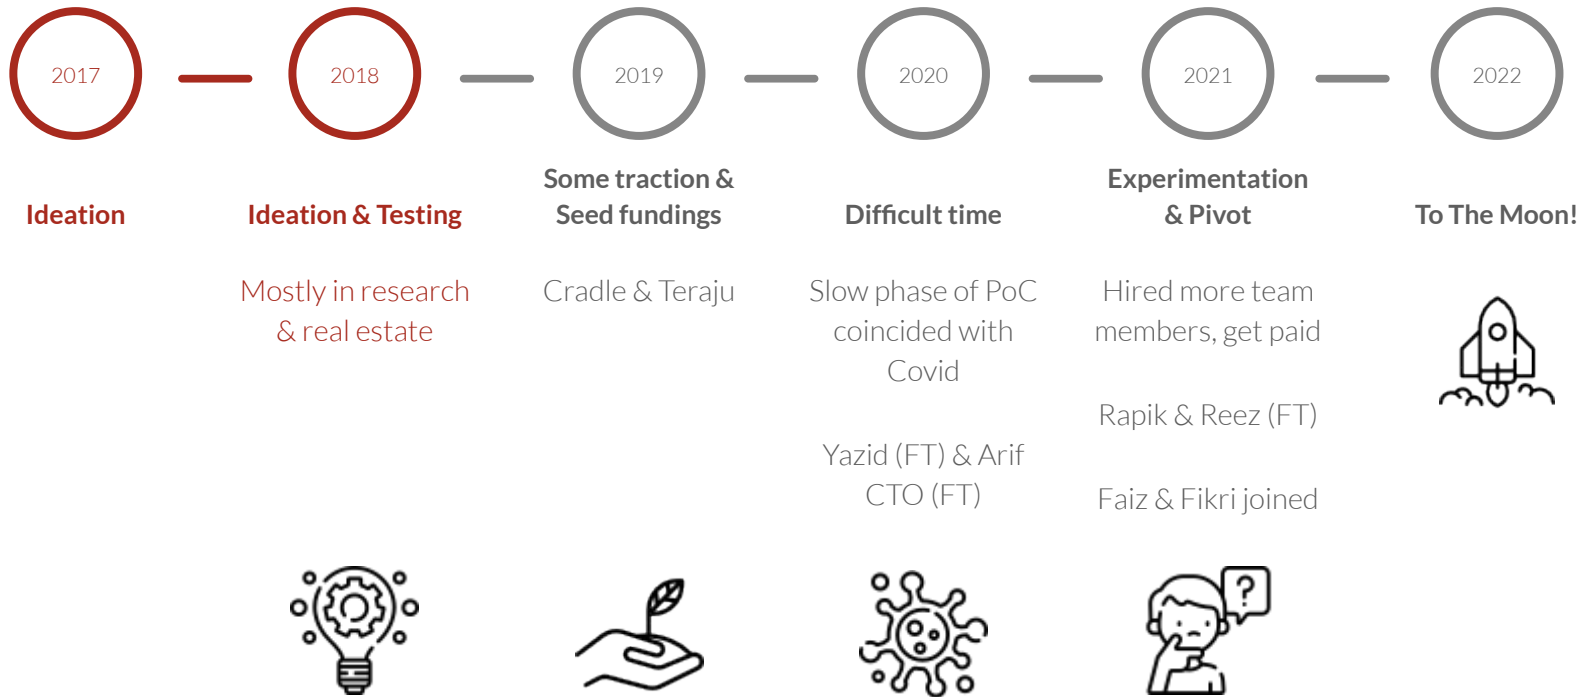 2017
2018
2019
2020
2021
2022
Ideation
Ideation & Testing
Mostly in research
& real estate
Some traction &
Seed fundings
Cradle & Teraju
Difficult time
Slow phase of PoC
coincided with
Covid
Yazid (FT) & Arif
CTO (FT)
Experimentation
& Pivot
Hired more team
members, get paid
Rapik & Reez (FT)
Faiz & Fikri joined
?
To The Moon!